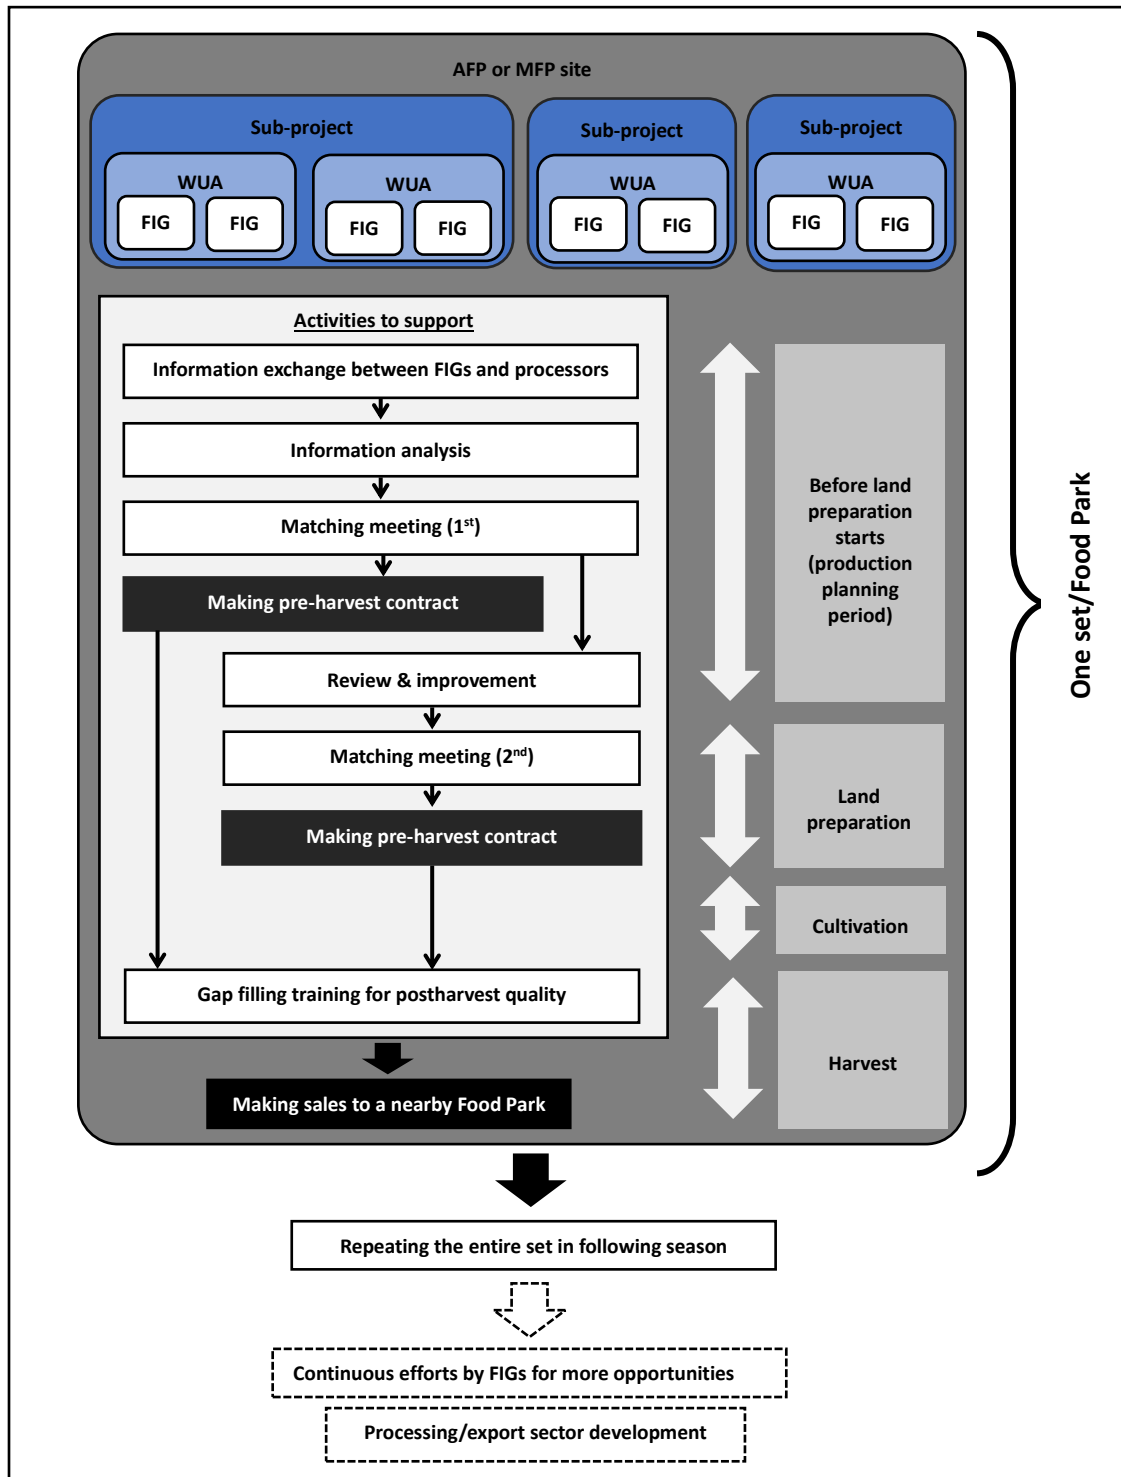 AFP or MFP site
Sub-project
Sub-project
Sub-project
WUA
WUA
WUA
WUA
FIG
FIG
FIG
FIG
FIG
FIG
FIG
FIG
Activities to support
Information exchange between FIGs and processors
Information analysis
Matching meeting (1st)
Making pre-harvest contract
Review & improvement
Matching meeting (2nd)
Making pre-harvest contract
Gap filling training for postharvest quality
Making sales to a nearby Food Park
Before land
preparation
starts
(production
planning
period)
Land
preparation
Cultivation
Harvest
One set/Food Park
Repeating the entire set in following season
Continuous efforts by FIGs for more opportunities
Processing/export sector development